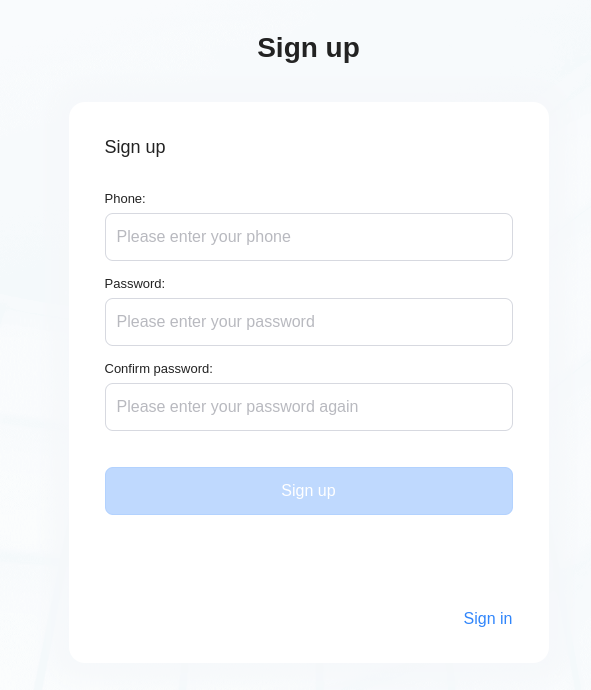 Sign up
Sign up
Phone:
Please enter your phone
Password:
Please enter your password
Confirm password:
Please enter your password again
Sign up
Sign in